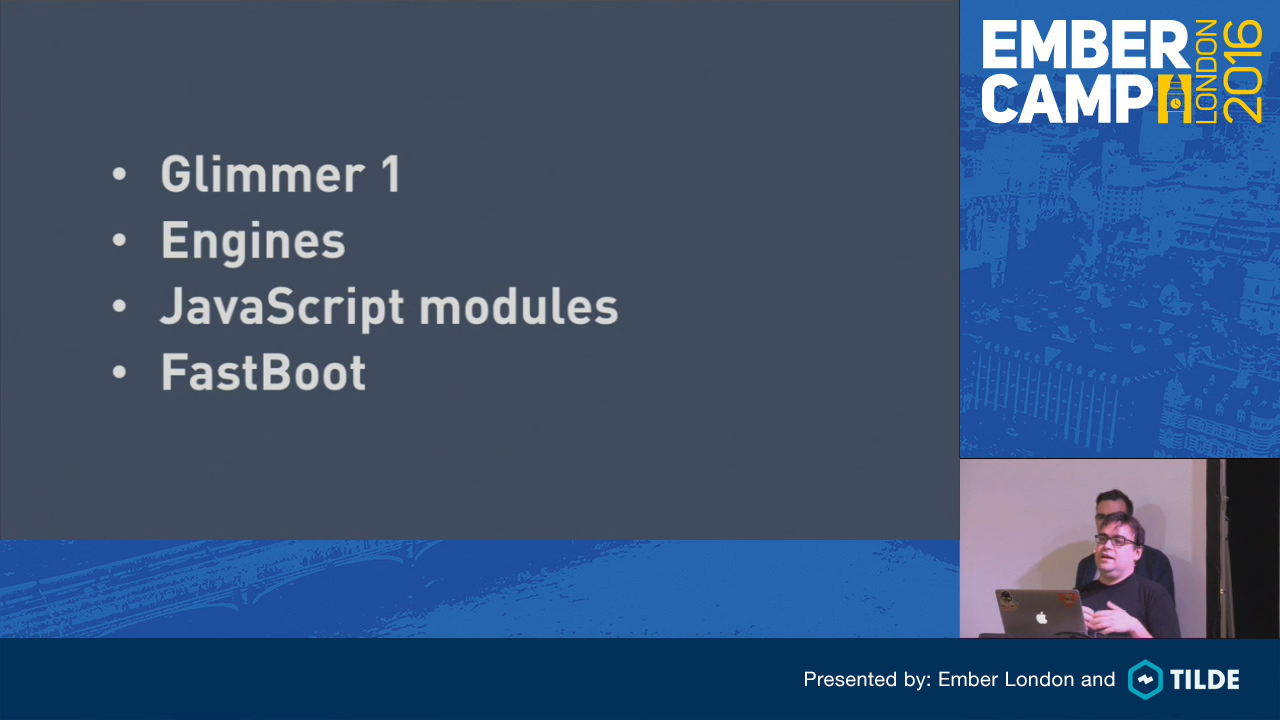 • Glimmer 1
• Engines
• JavaScript modules
• FastBoot
EMBER
CAMP
LONDON
2016
Presented by: Ember London and TILDE